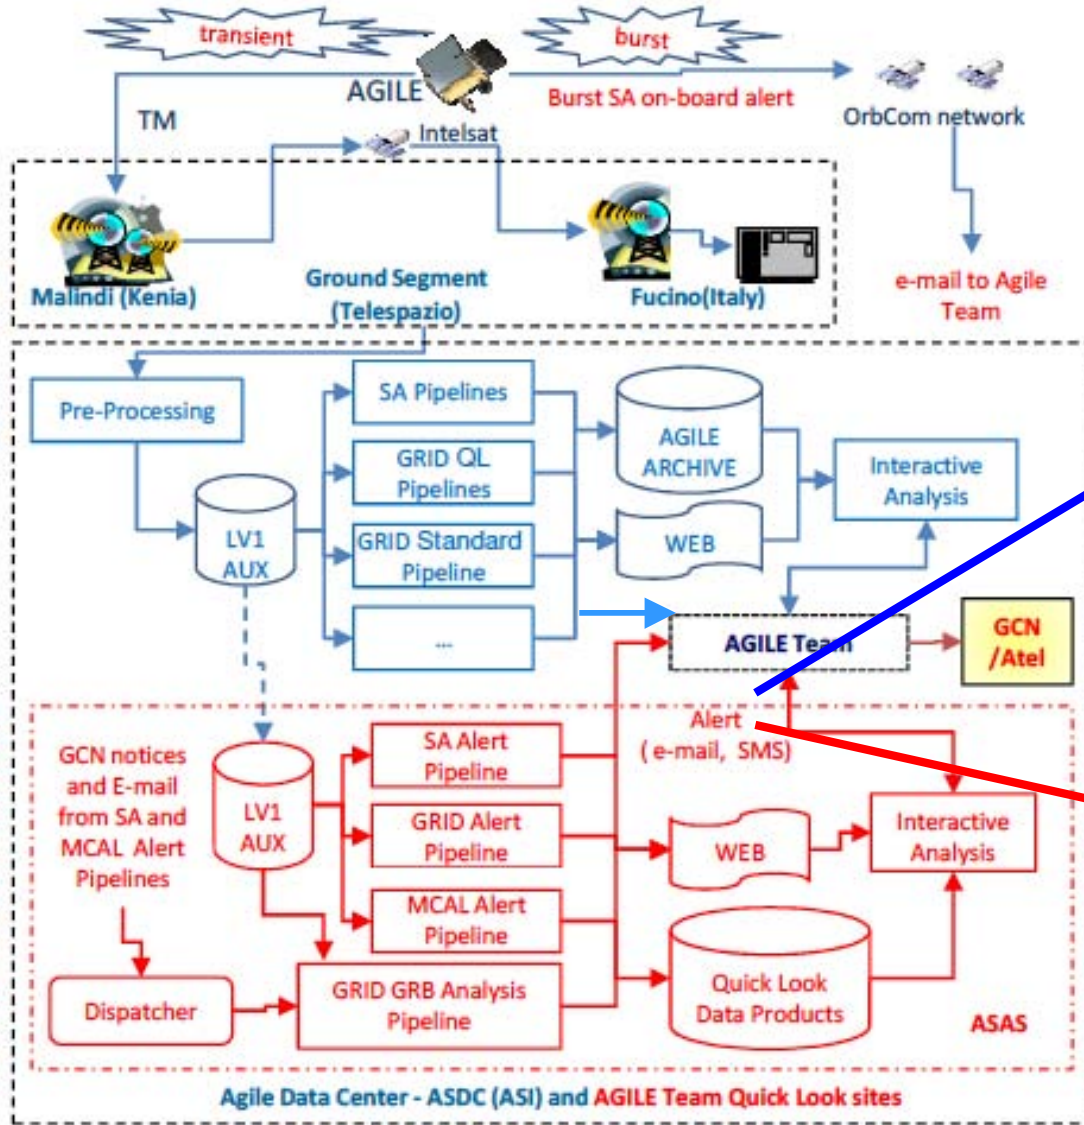 transient
burst
AGILE
Burst SA on-board alert
OrbCom network
TM
Intelsat
Malindi (Kenia)
Ground Segment
(Telespazio)
Fucino(Italy)
e-mail to Agile
Team
Pre-Processing
LV1
AUX
SA Pipelines
GRID QL
Pipelines
GRID Standard
Pipeline
...
AGILE
ARCHIVE
WEB
Interactive
Analysis
AGILE Team
GCN
/Atel
GCN notices
and E-mail
from SA and
MCAL Alert
Pipelines
LV1
AUX
SA Alert
Pipeline
GRID Alert
Pipeline
MCAL Alert
Pipeline
Alert
( e-mail, SMS)
WEB
Interactive
Analysis
Dispatcher
GRID GRB Analysis
Pipeline
Quick Look
Data Products
ASAS
Agile Data Center - ASDC (ASI) and AGILE Team Quick Look sites